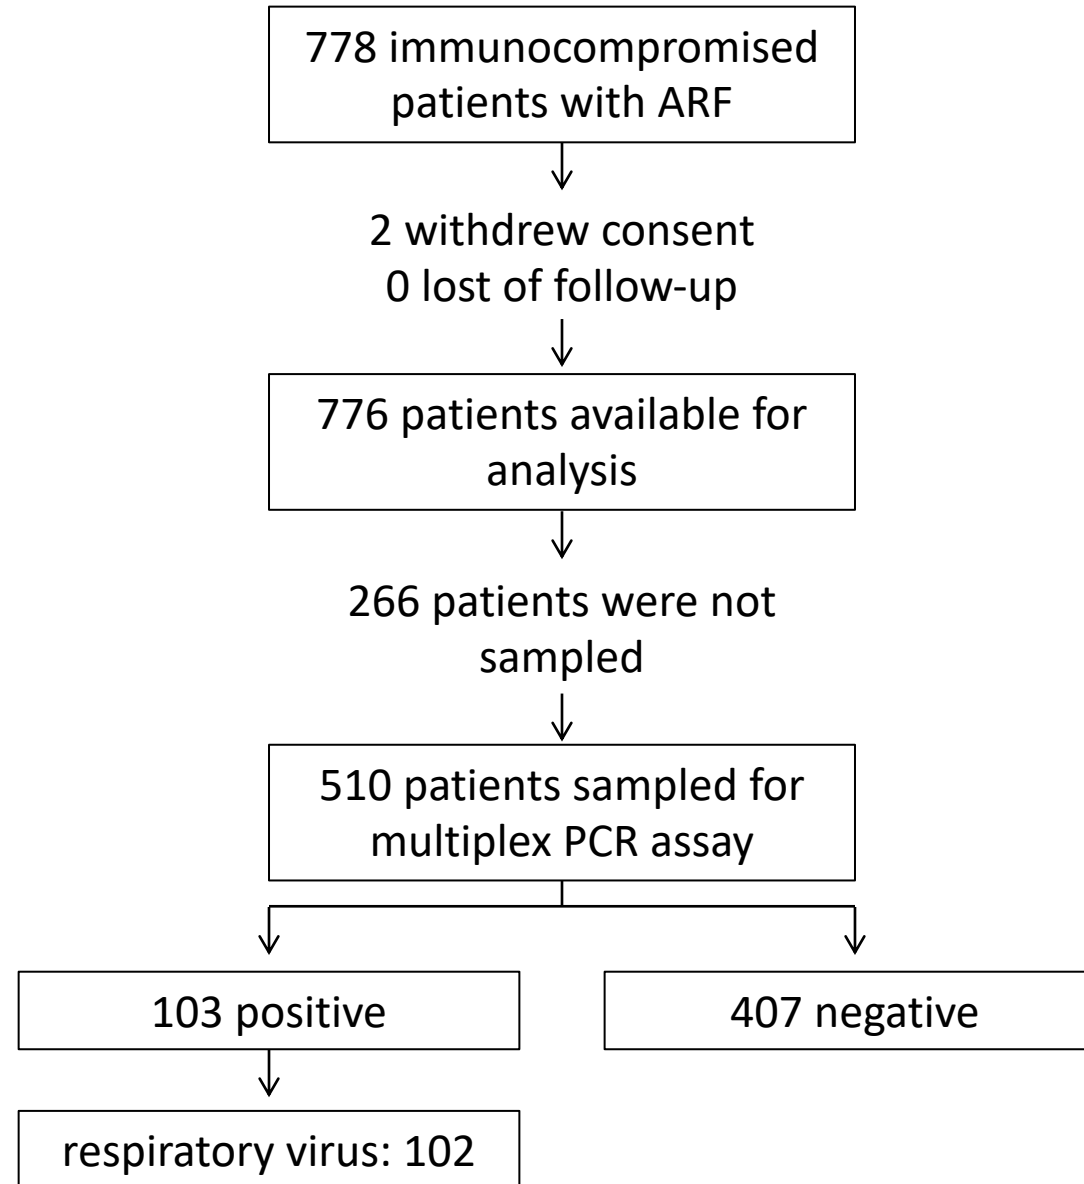 778 immunocompromised
patients with ARF
2 withdrew consent
0 lost of follow-up
776 patients available for
analysis
266 patients were not
sampled
510 patients sampled for
multiplex PCR assay
103 positive
407 negative
respiratory virus: 102